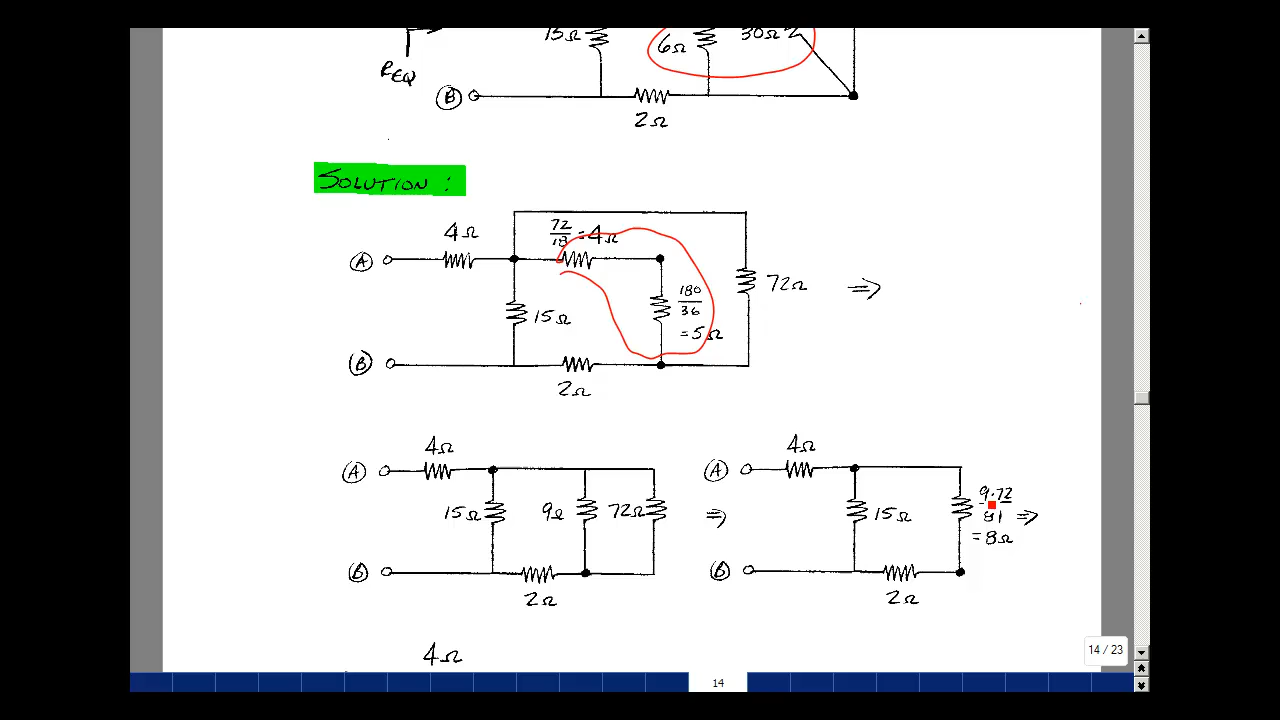 15Ω 6Ω 30Ω
REQ
B
2Ω
SOLUTION :
4Ω 72/18 = 4Ω
A
180/36 = 5Ω 72Ω ⇒
15Ω
B
2Ω
4Ω 4Ω
A A
15Ω 9Ω 72Ω ⇒ 15Ω 9·72/81 = 8Ω ⇒
B B
2Ω 2Ω
4Ω
14 / 23
14